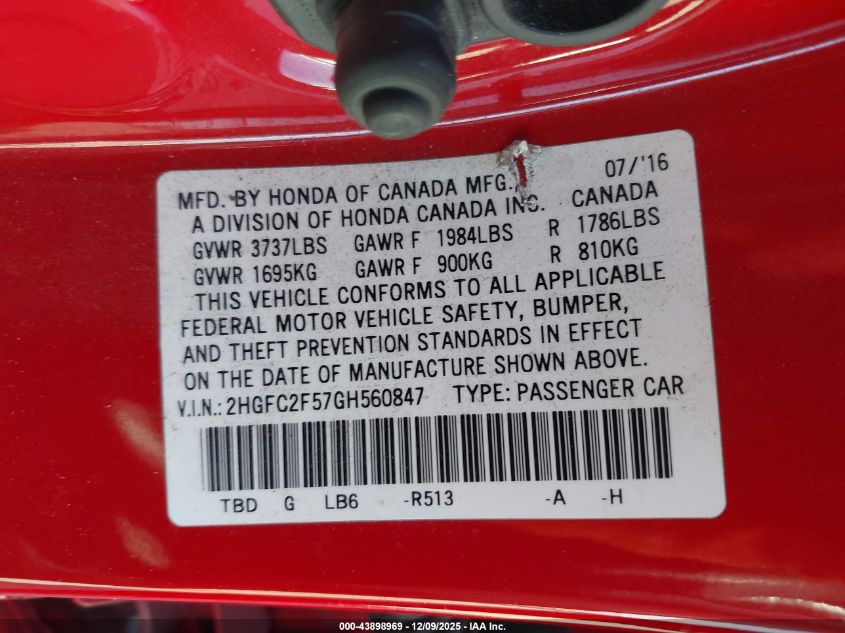 07/'16
MFD. BY HONDA OF CANADA MFG.,
A DIVISION OF HONDA CANADA INC. CANADA
GVWR 3737LBS GAWR F 1984LBS R 1786LBS
GVWR 1695KG GAWR F 900KG R 810KG
THIS VEHICLE CONFORMS TO ALL APPLICABLE
FEDERAL MOTOR VEHICLE SAFETY, BUMPER,
AND THEFT PREVENTION STANDARDS IN EFFECT
ON THE DATE OF MANUFACTURE SHOWN ABOVE.
V.I.N.: 2HGFC2F57GH560847 TYPE: PASSENGER CAR
TBD G LB6 -R513 -A -H
000-43898969 - 12/09/2025 - IAA Inc.